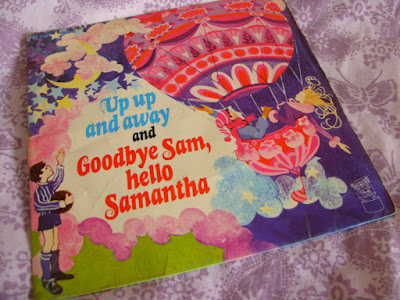 Up up
and away
and
Goodbye Sam,
hello
Samantha